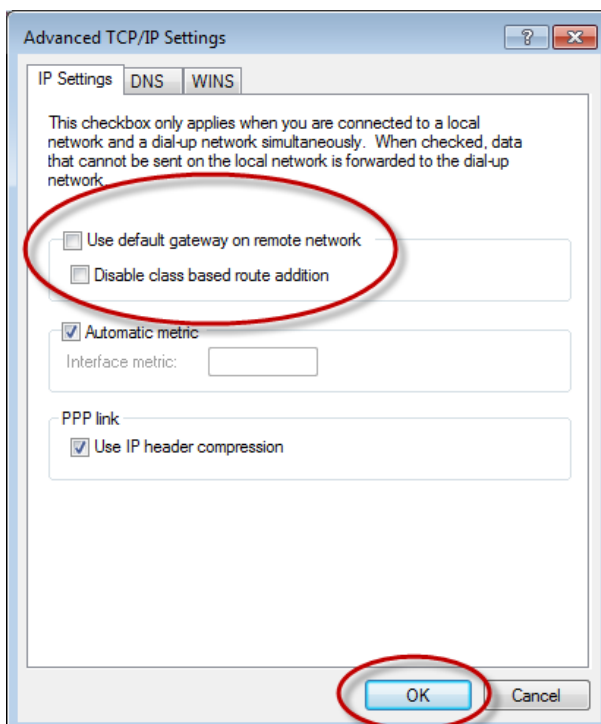 Advanced TCP/IP Settings
?
IP Settings DNS WINS
This checkbox only applies when you are connected to a local
network and a dial-up network simultaneously. When checked, data
that cannot be sent on the local network is forwarded to the dial-up
network.
Use default gateway on remote network
Disable class based route addition
Automatic metric
Interface metric:
PPP link
Use IP header compression
OK Cancel